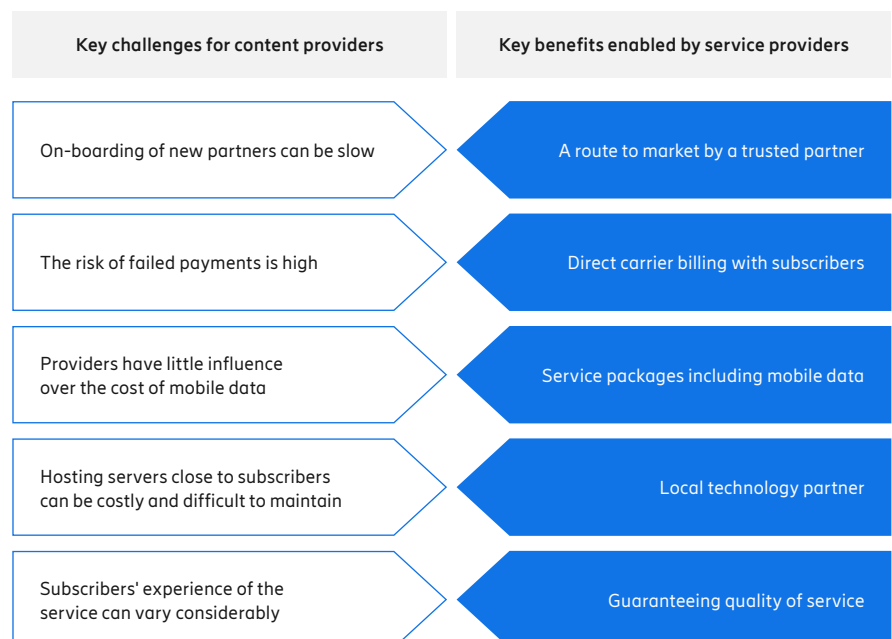 Key challenges for content providers
Key benefits enabled by service providers
On-boarding of new partners can be slow
A route to market by a trusted partner
The risk of failed payments is high
Direct carrier billing with subscribers
Providers have little influence
over the cost of mobile data
Service packages including mobile data
Hosting servers close to subscribers
can be costly and difficult to maintain
Local technology partner
Subscribers' experience of the
service can vary considerably
Guaranteeing quality of service